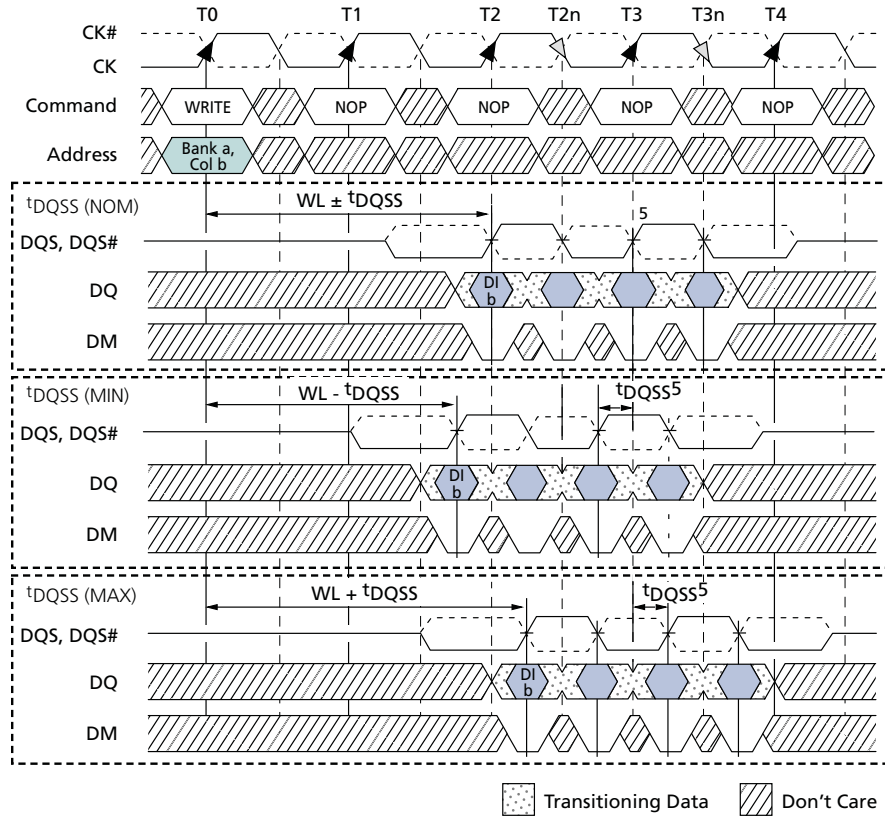 T0 T1 T2 T2n T3 T3n T4
CK#
CK
Command WRITE NOP NOP NOP NOP
Address Bank a, Col b
tDQSS (NOM)
WL ± tDQSS
5
DQS, DQS#
DQ DI b
DM
tDQSS (MIN)
WL - tDQSS tDQSS5
DQS, DQS#
DQ DI b
DM
tDQSS (MAX)
WL + tDQSS tDQSS5
DQS, DQS#
DQ DI b
DM
Transitioning Data Don't Care